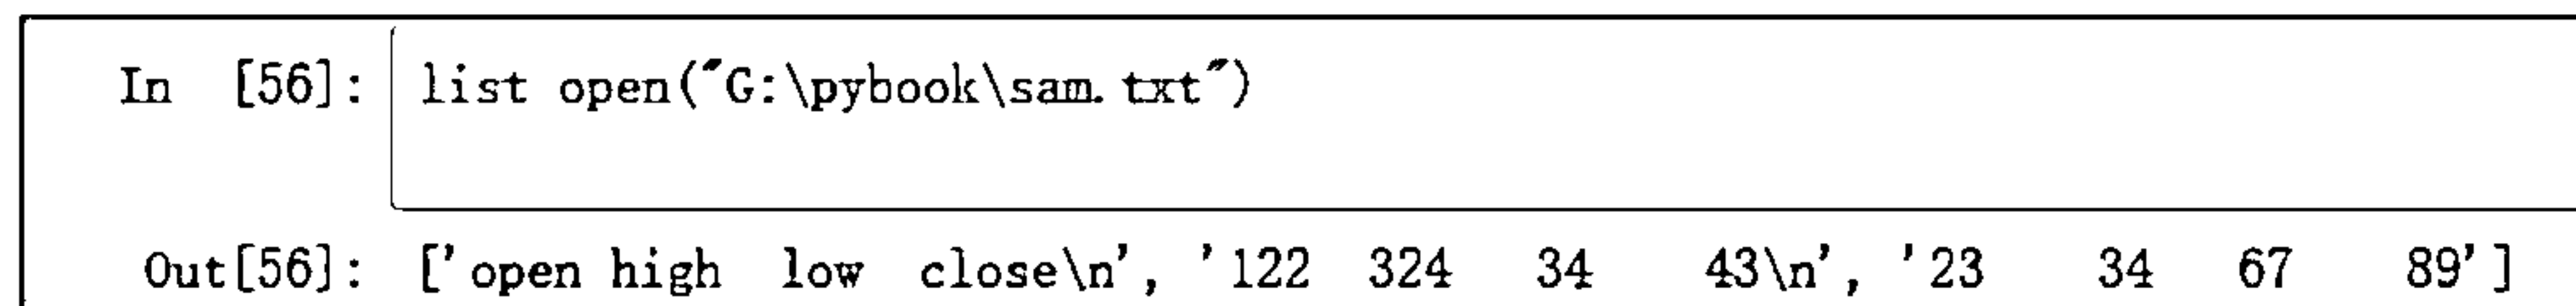 In [56]: list open("G:\pybook\sam.txt")
Out[56]: ['open high low close\n', '122 324 34 43\n', '23 34 67 89']